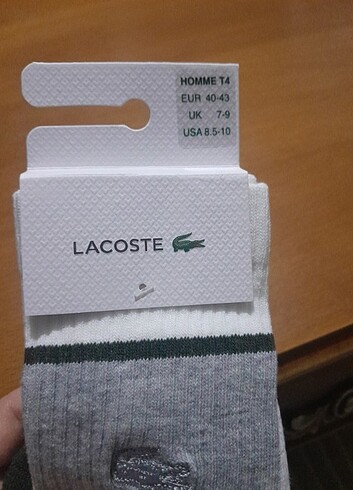 HOMME T4
EUR 40-43
UK 7-9
USA 8.5-10
LACOSTE